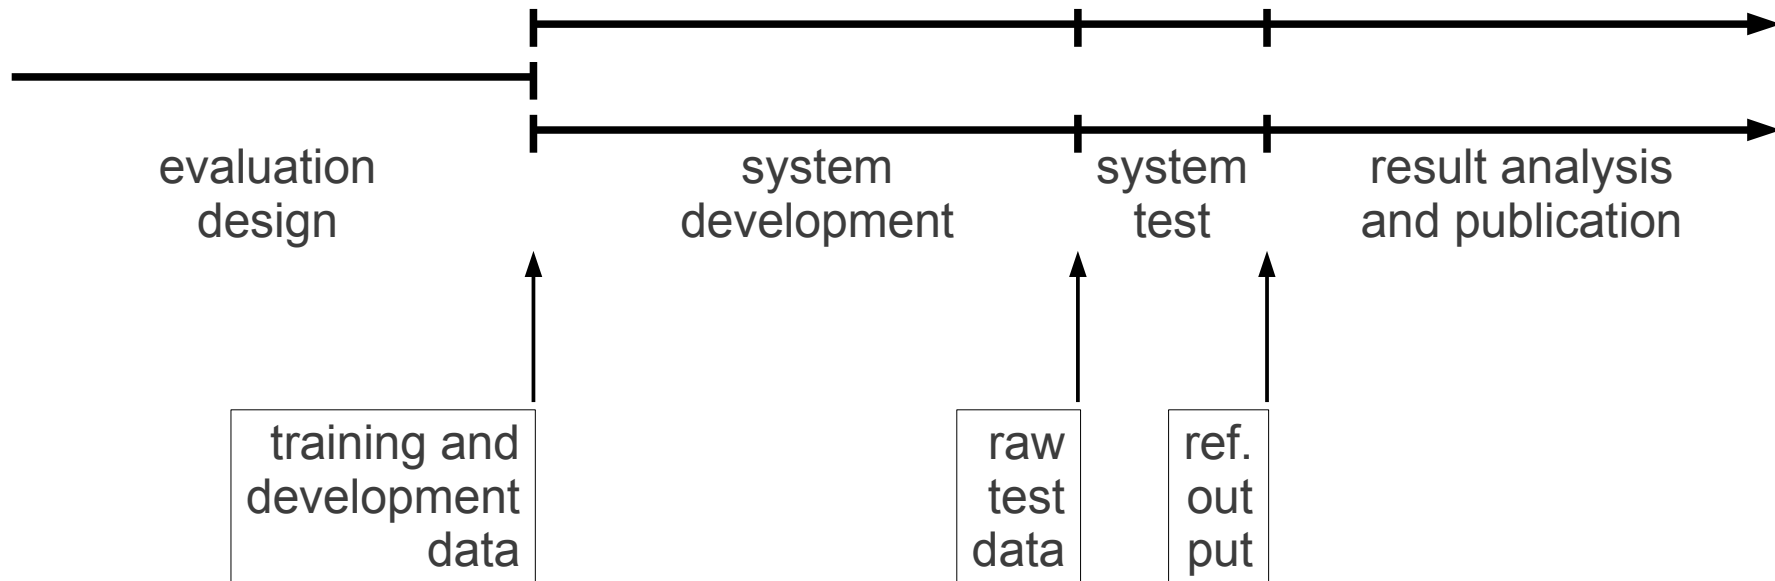 evaluation
design
system
development
system
test
result analysis
and publication
training and
development
data
raw
test
data
ref.
out
put